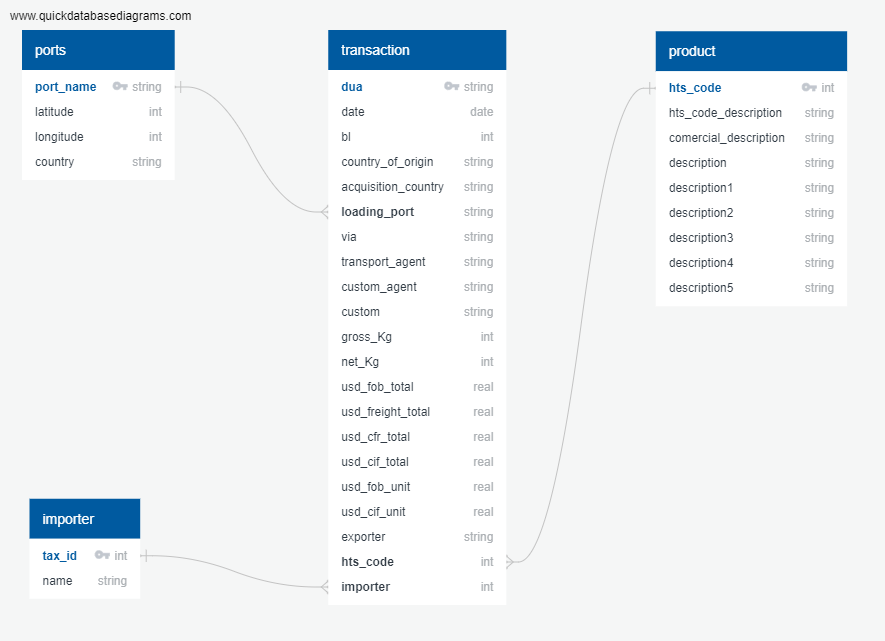 www.quickdatabasediagrams.com
ports
port_name string
latitude int
longitude int
country string
transaction
dua string
date date
bl int
country_of_origin string
acquisition_country string
loading_port string
via string
transport_agent string
custom_agent string
custom string
gross_Kg int
net_Kg int
usd_fob_total real
usd_freight_total real
usd_cfr_total real
usd_cif_total real
usd_fob_unit real
usd_cif_unit real
exporter string
hts_code int
importer int
product
hts_code int
hts_code_description string
comercial_description string
description string
description1 string
description2 string
description3 string
description4 string
description5 string
importer
tax_id int
name string